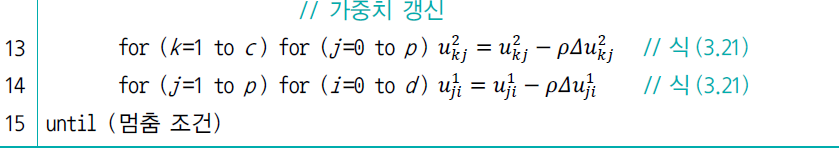 // 가중치 갱신
13 for (k=1 to c) for (j=0 to p) u²ₖⱼ = u²ₖⱼ − ρΔu²ₖⱼ // 식(3.21)
14 for (j=1 to p) for (i=0 to d) u¹ⱼᵢ = u¹ⱼᵢ − ρΔu¹ⱼᵢ // 식(3.21)
15 until (멈춤 조건)